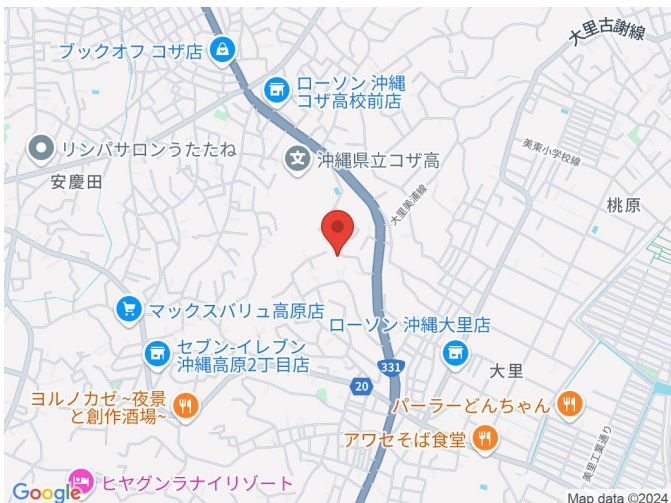 大里古謝線
ブックオフ コザ店
ローソン 沖縄
コザ高校前店
リンパサロンうたたね
沖縄県立コザ高
美東小学校線
安慶田
大里美浦線
桃原
マックスバリュ高原店
ローソン 沖縄大里店
セブン-イレブン
沖縄高原2丁目店
331
大里
20
ヨルノカゼ ~夜景
と創作酒場~
パーラーどんちゃん
アワセそば食堂
美里工業通り
ヒヤグンラナイリゾート
Google
Map data ©2024